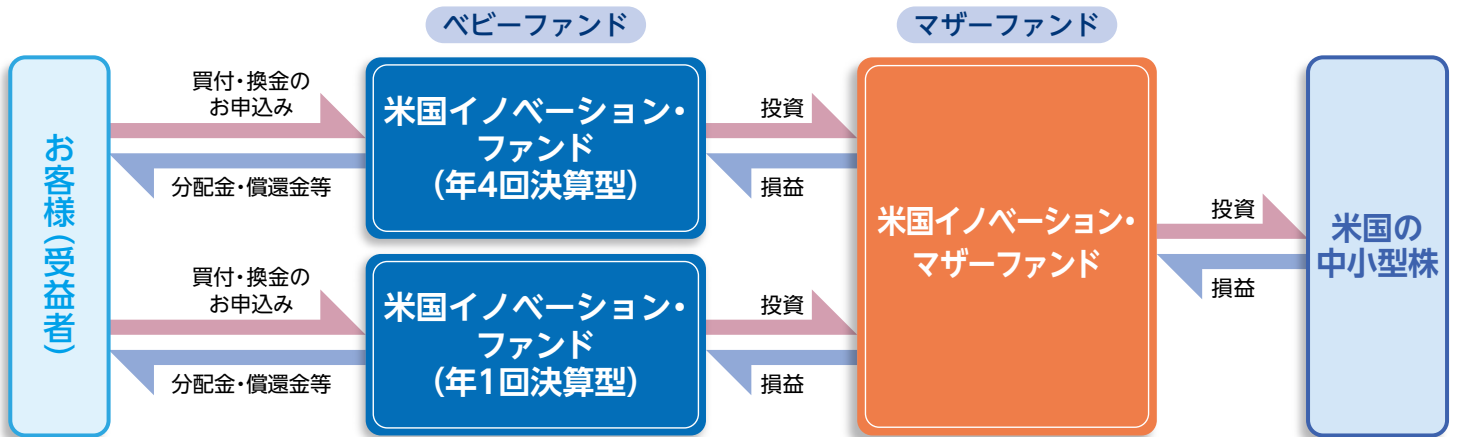 ベビーファンド
マザーファンド
お客様(受益者)
買付・換金の
お申込み
分配金・償還金等
買付・換金の
お申込み
分配金・償還金等
米国イノベーション・
ファンド
(年4回決算型)
米国イノベーション・
ファンド
(年1回決算型)
投資
損益
投資
損益
米国イノベーション・
マザーファンド
投資
損益
米国の
中小型株